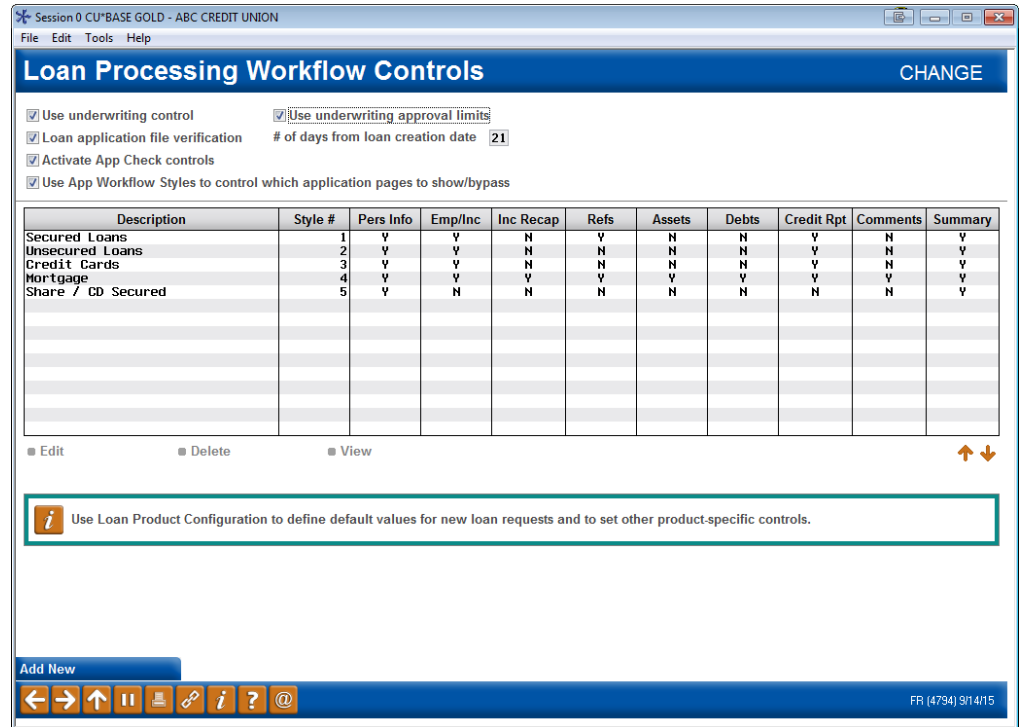 Session 0 CU*BASE GOLD - ABC CREDIT UNION
File Edit Tools Help
Loan Processing Workflow Controls CHANGE
Use underwriting control Use underwriting approval limits
Loan application file verification # of days from loan creation date 21
Activate App Check controls
Use App Workflow Styles to control which application pages to show/bypass
Description Style # Pers Info Emp/Inc Inc Recap Refs Assets Debts Credit Rpt Comments Summary
Secured Loans 1 Y Y N Y N N Y N Y
Unsecured Loans 2 Y Y N N N N Y N Y
Credit Cards 3 Y Y N N N N Y N Y
Mortgage 4 Y Y Y Y Y Y Y Y Y
Share / CD Secured 5 Y N N N N N N N Y
Edit Delete View
i Use Loan Product Configuration to define default values for new loan requests and to set other product-specific controls.
Add New
i ? @ FR (4794) 9/14/15